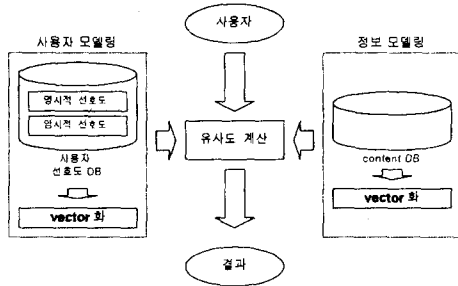 사용자
사용자 모델링
명시적 선호도
암시적 선호도
사용자
선호도 DB
vector 화
유사도 계산
정보 모델링
content DB
vector 화
결과